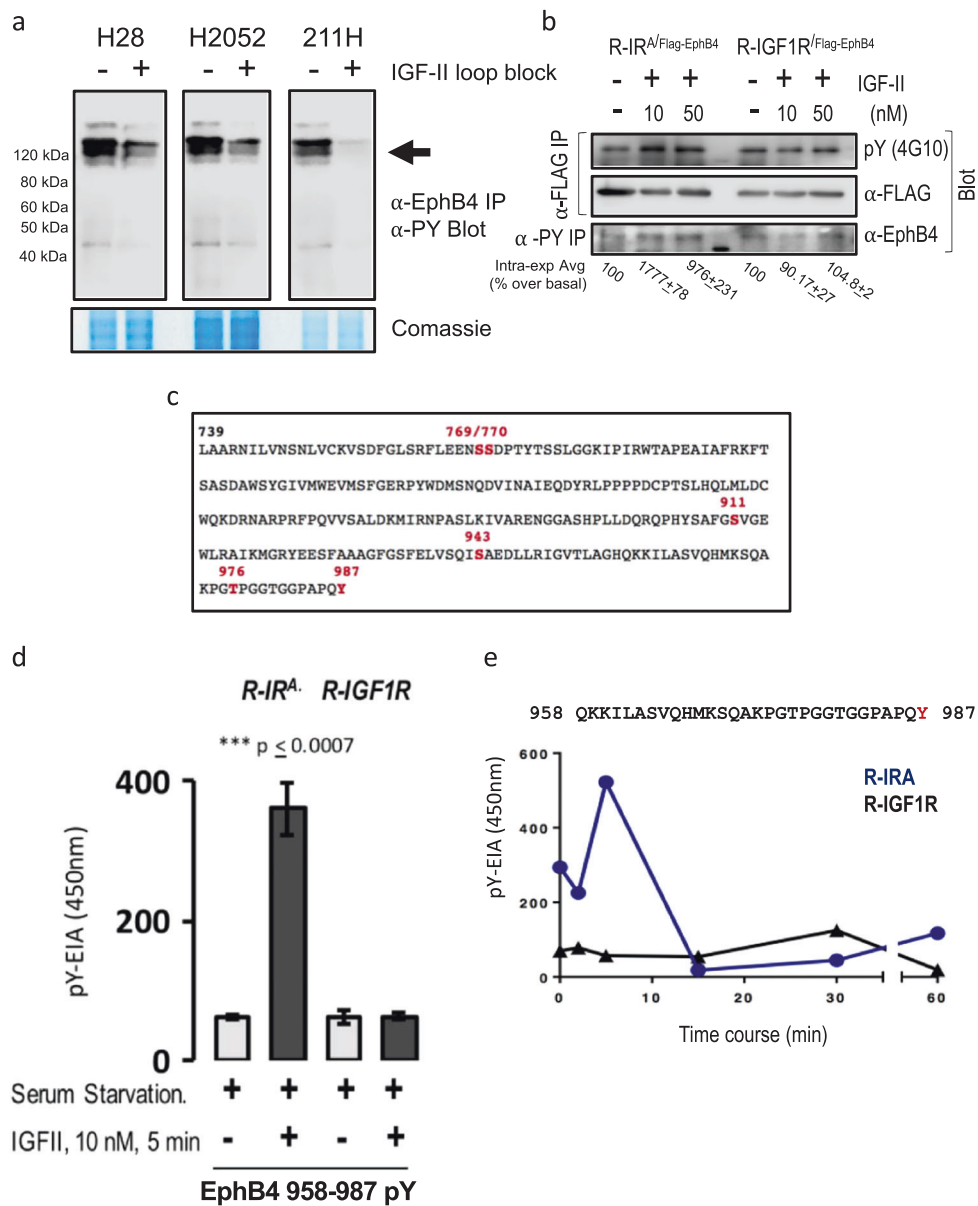 a
H28 H2052 211H
- + - + - + IGF-II loop block
120 kDa
80 kDa
60 kDa
50 kDa
40 kDa
α-EphB4 IP
α-PY Blot
Comassie
b
R-IRA/Flag-EphB4 R-IGF1R/Flag-EphB4
- + + - + + IGF-II
- 10 50 - 10 50 (nM)
α-FLAG IP
pY (4G10)
α-FLAG
α -PY IP
α-EphB4
Blot
Intra-exp Avg
(% over basal)
100 1777+78 976+231 100 90.17+27 104.8+2
c
739 769/770
LAARNILVNSNLVCKVSDFGLSRFLEENSSDPTYTSSLGGKIPIRWTAPEAIAFRKFT
SASDAWSYGIVMWEVMSFGERPYWDMSNQDVINAIEQDYRLPPPPDCPTSLHQLMLDC
911
WQKDRNARPRFPQVVSALDKMIRNPASLKIVARENGGASHPLLDQRQPHYSAFGSVGE
943
WLRAIKMGRYEESFAAAGFGSFELVSQISAEDLLRIGVTLAGHQKKILASVQHMKSQA
976 987
KPGTPGGTGGPAPQY
d
R-IRA. R-IGF1R
*** p ≤ 0.0007
400
200
0
pY-EIA (450nm)
Serum Starvation. + + + +
IGFII, 10 nM, 5 min - + - +
EphB4 958-987 pY
e
958 QKKILASVQHMKSQAKPGTPGGTGGPAPQY 987
600
400
200
0
pY-EIA (450nm)
R-IRA
R-IGF1R
0 10 20 30 60
Time course (min)